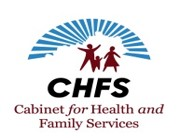 CHFS
Cabinet for Health and
Family Services